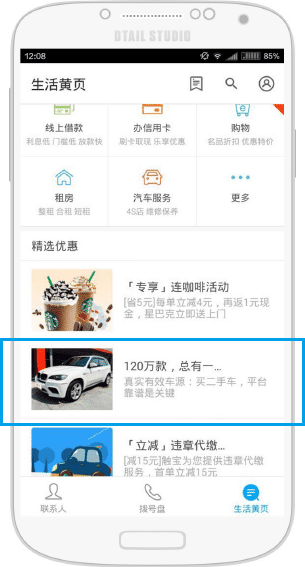 DTAIL STUDIO
12:08
85%
生活黄页
线上借款
办信用卡
购物
利息低 门槛低 放款快
刷卡取现 乐享优惠
名品折扣 优惠特价
租房
汽车服务
更多
整租 合租 短租
4S店 维修保养
精选优惠
「专享」连咖啡活动
[省5元]每单立减4元，再返1元现
金，星巴克立即送上门
120万款，总有一...
真实有效车源：买二手车，平台
靠谱是关键
「立减」违章代缴...
[减15元]触宝为您提供违章代缴
服务，首单立减15元
联系人
拨号盘
生活黄页